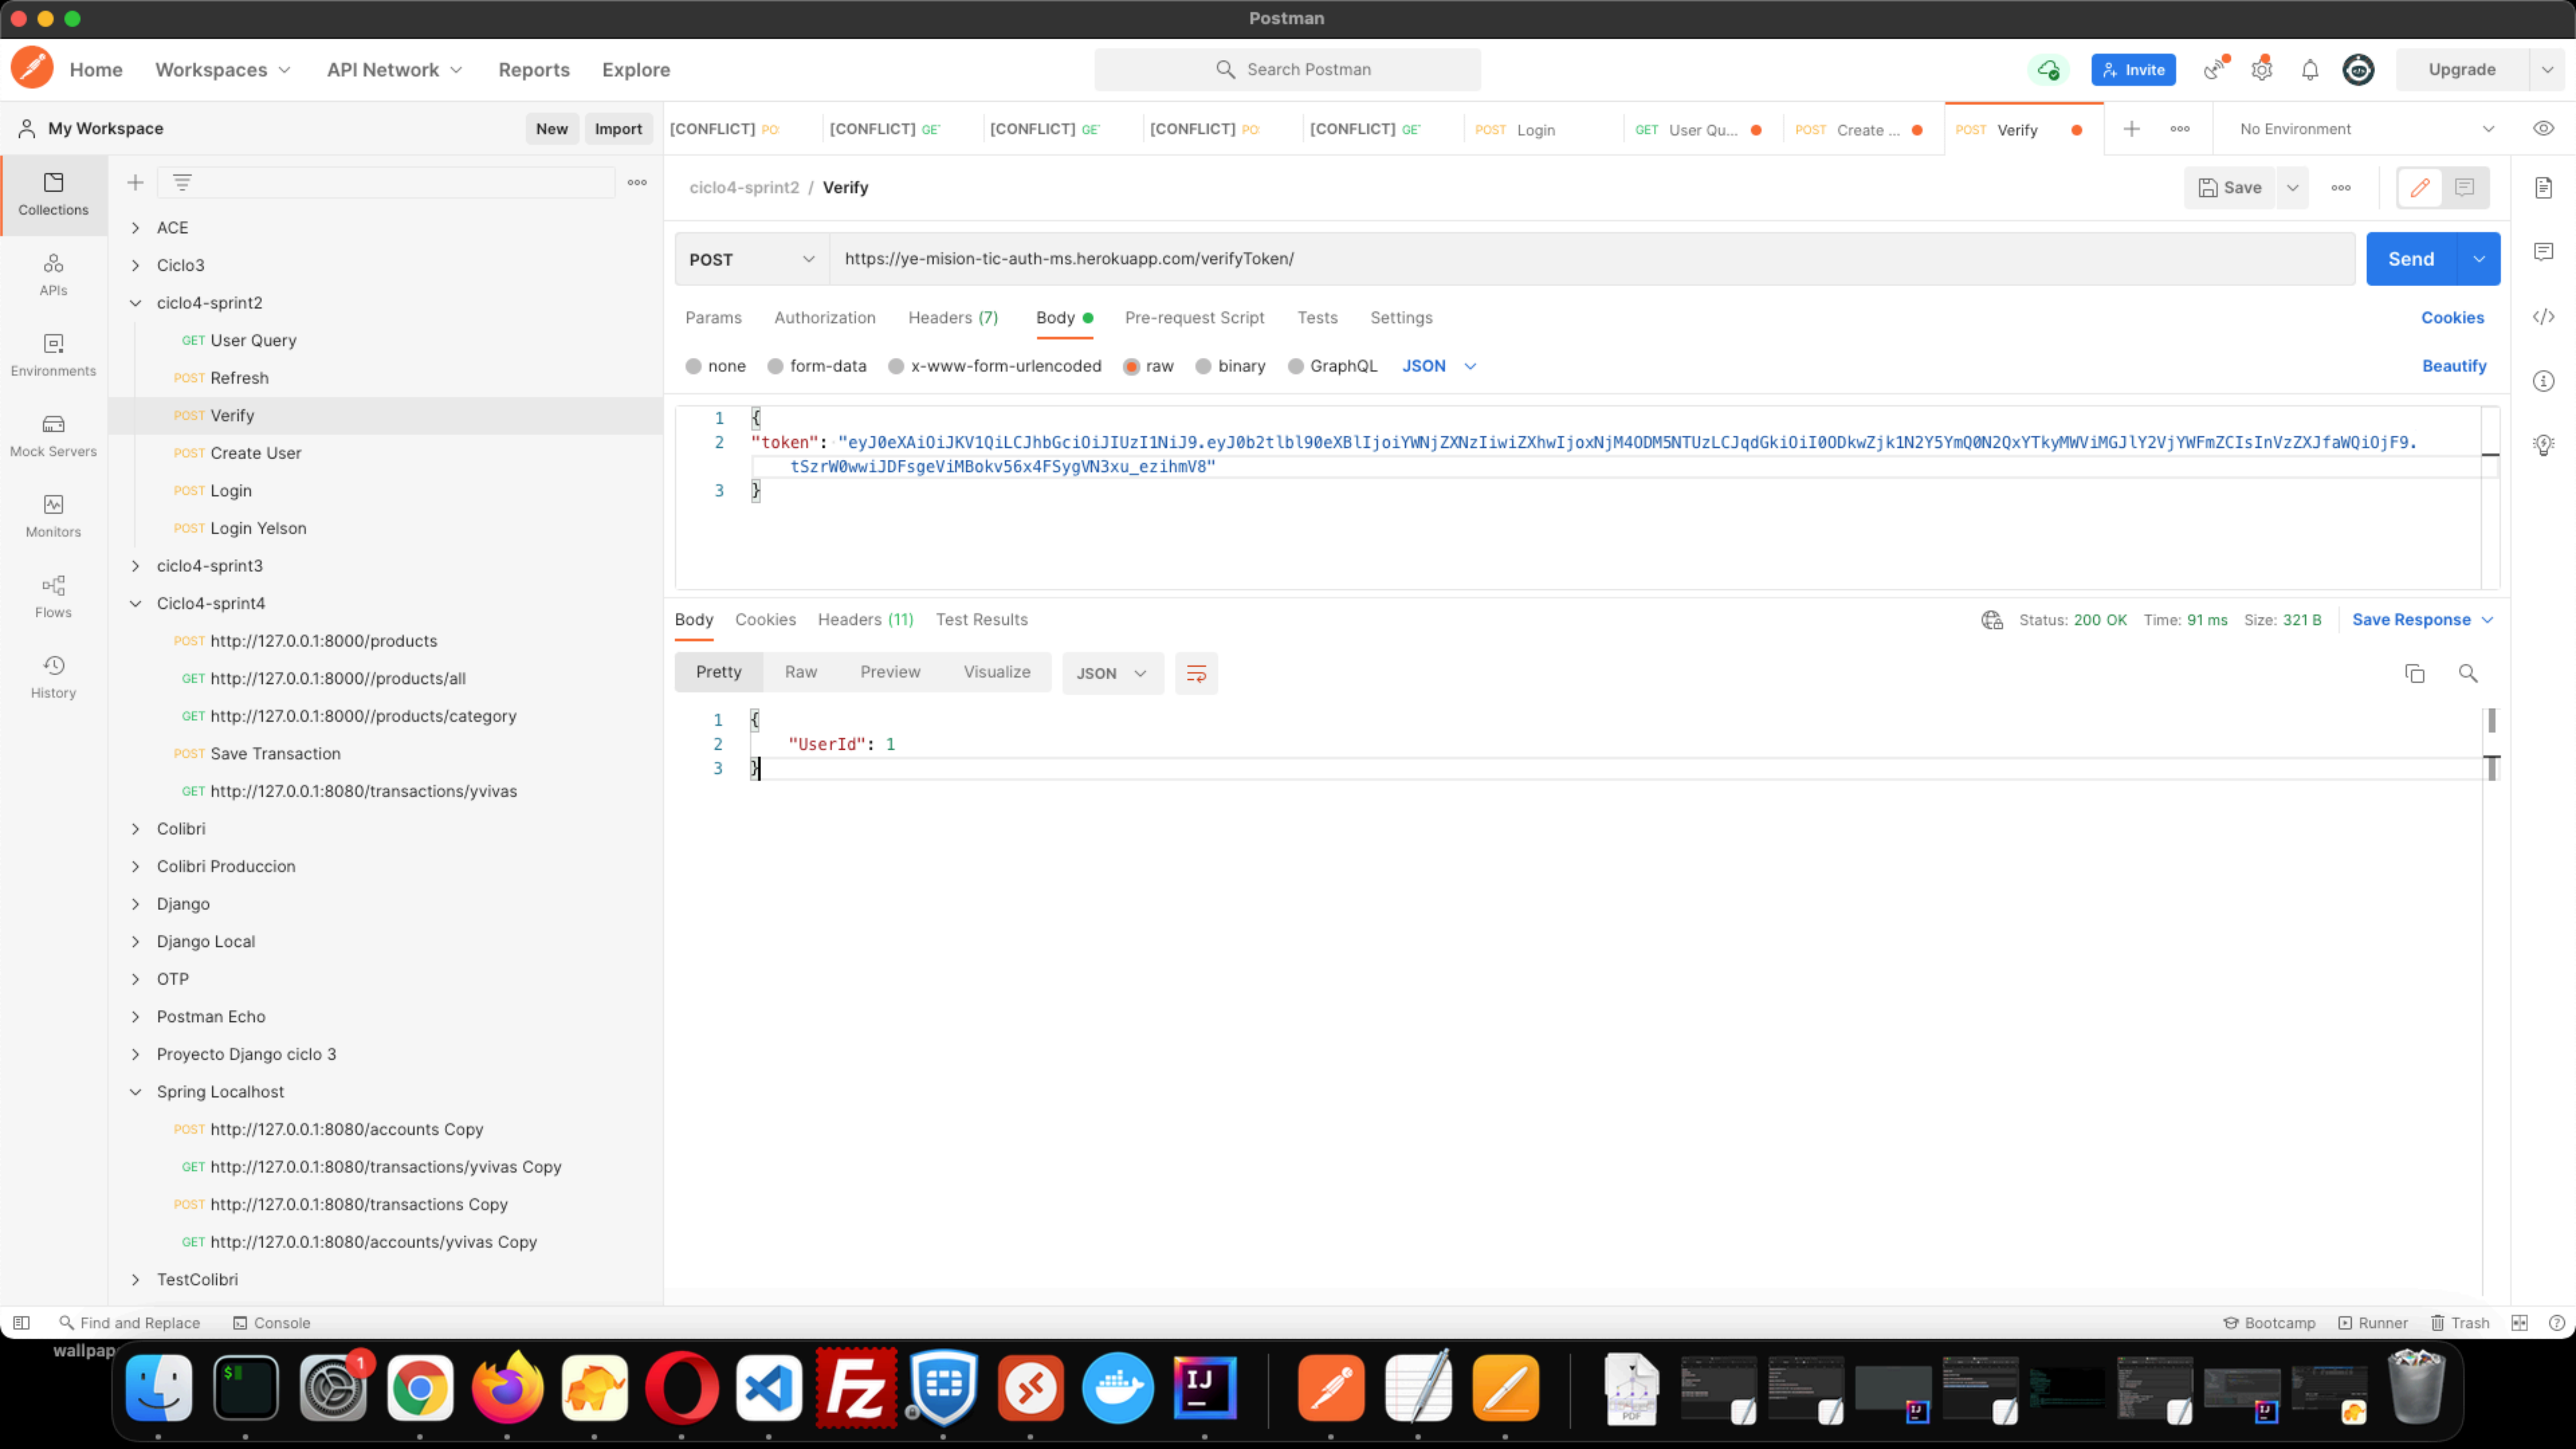 Postman
Home Workspaces API Network Reports Explore Search Postman Invite Upgrade
My Workspace New Import [CONFLICT] PO [CONFLICT] GET [CONFLICT] GET [CONFLICT] PO [CONFLICT] GET POST Login GET User Qu... POST Create ... POST Verify No Environment
Collections
APIs
Environments
Mock Servers
Monitors
Flows
History
ACE
Ciclo3
ciclo4-sprint2
GET User Query
POST Refresh
POST Verify
POST Create User
POST Login
POST Login Yelson
ciclo4-sprint3
Ciclo4-sprint4
POST http://127.0.0.1:8000/products
GET http://127.0.0.1:8000//products/all
GET http://127.0.0.1:8000//products/category
POST Save Transaction
GET http://127.0.0.1:8080/transactions/yvivas
Colibri
Colibri Produccion
Django
Django Local
OTP
Postman Echo
Proyecto Django ciclo 3
Spring Localhost
POST http://127.0.0.1:8080/accounts Copy
GET http://127.0.0.1:8080/transactions/yvivas Copy
POST http://127.0.0.1:8080/transactions Copy
GET http://127.0.0.1:8080/accounts/yvivas Copy
TestColibri
ciclo4-sprint2 / Verify Save
POST https://ye-mision-tic-auth-ms.herokuapp.com/verifyToken/ Send
Params Authorization Headers (7) Body Pre-request Script Tests Settings Cookies
none form-data x-www-form-urlencoded raw binary GraphQL JSON Beautify
1 {
2 "token": "eyJ0eXAiOiJKV1QiLCJhbGciOiJIUzI1NiJ9.eyJ0b2tlbl90eXBlIjoiYWNjZXNzIiwiZXhwIjoxNjM4ODM5NTUzLCJqdGkiOiI0ODkwZjk1N2Y5YmQ0N2QxYTkyMWViMGJlY2VjYWFmZCIsInVzZXJfaWQiOjF9.
tSzrW0wwiJDFsgeViMBokv56x4FSygVN3xu_ezihmV8"
3 }
Body Cookies Headers (11) Test Results Status: 200 OK Time: 91 ms Size: 321 B Save Response
Pretty Raw Preview Visualize JSON
1 {
2 "UserId": 1
3 }
Find and Replace Console Bootcamp Runner Trash
wallpap
$
1
Fz
IJ
PDF
IJ
IJ